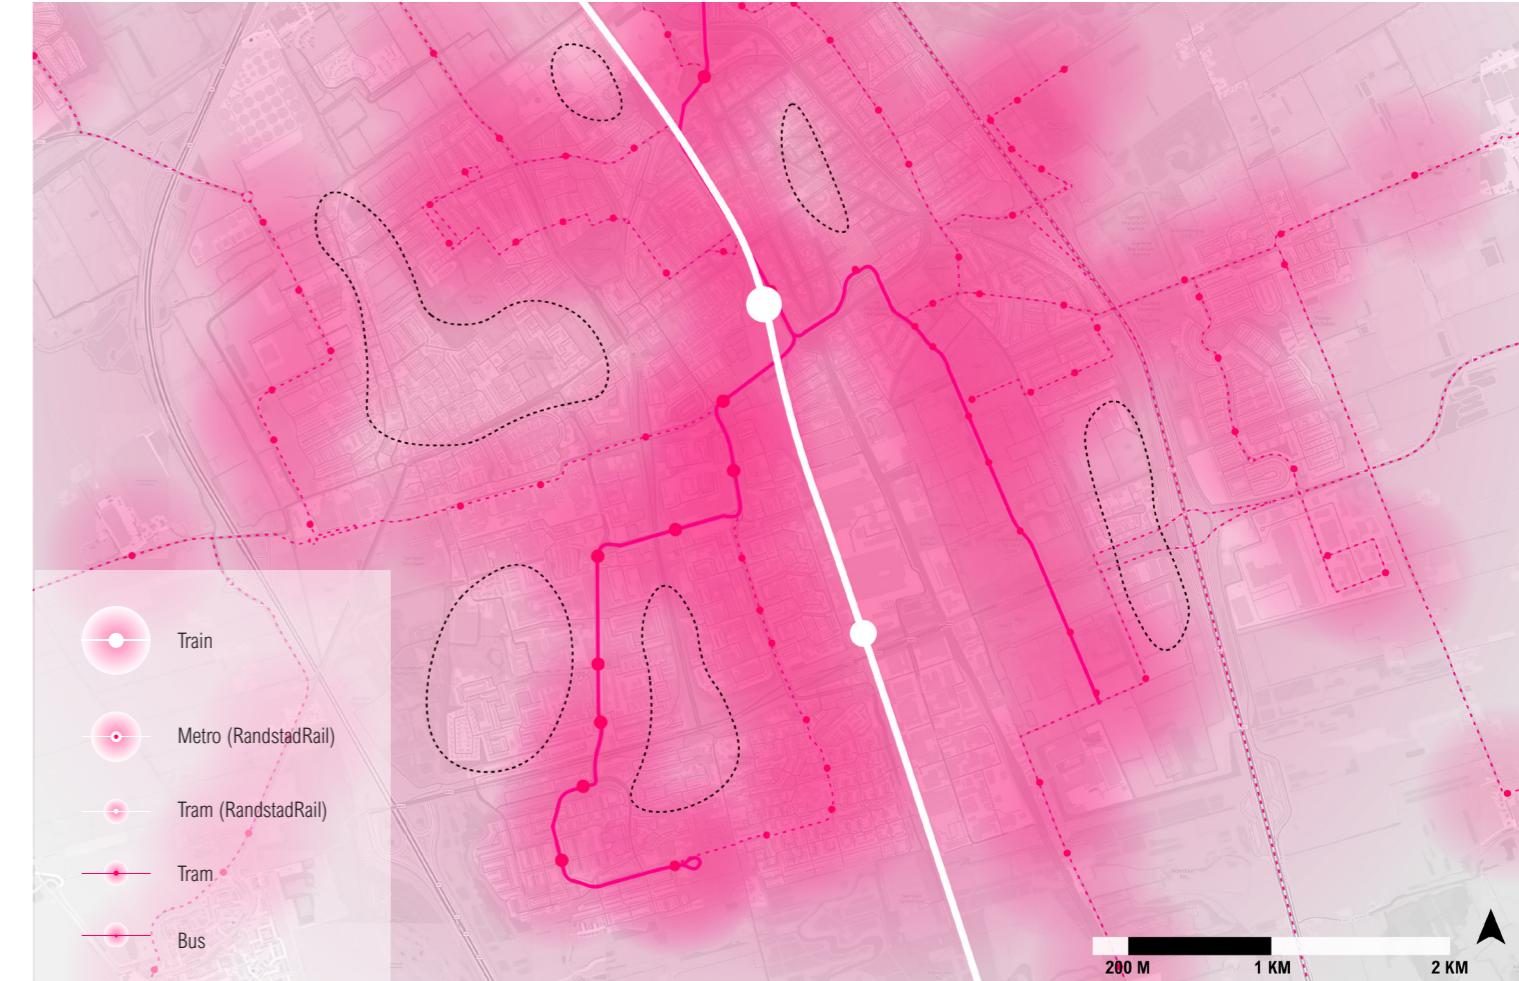 Train
Metro (RandstadRail)
Tram (RandstadRail)
Tram
Bus
200 M
1 KM
2 KM